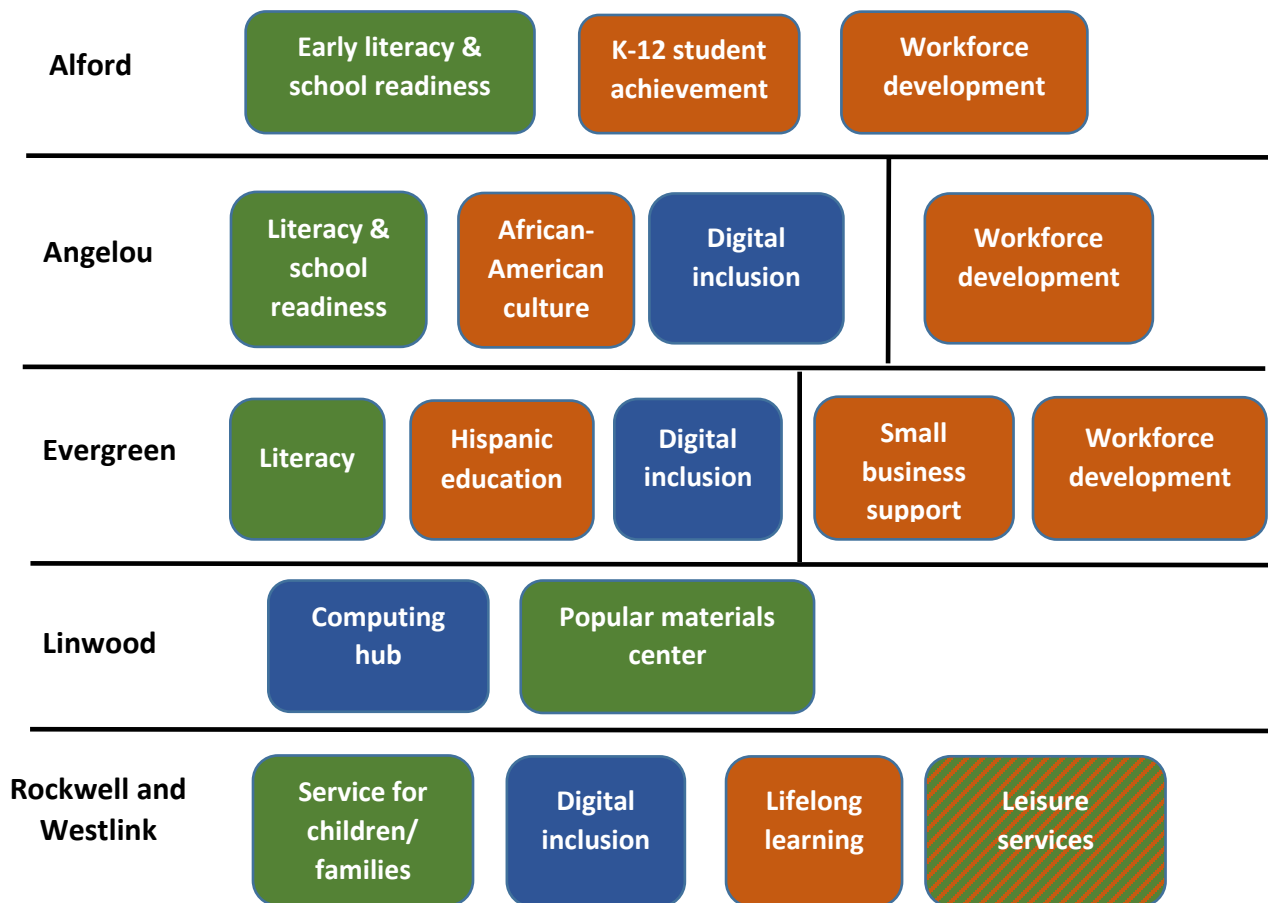 Alford
Early literacy &
school readiness
K-12 student
achievement
Workforce
development
Angelou
Literacy &
school
readiness
African-
American
culture
Digital
inclusion
Workforce
development
Evergreen
Literacy
Hispanic
education
Digital
inclusion
Small
business
support
Workforce
development
Linwood
Computing
hub
Popular materials
center
Rockwell and
Westlink
Service for
children/
families
Digital
inclusion
Lifelong
learning
Leisure
services